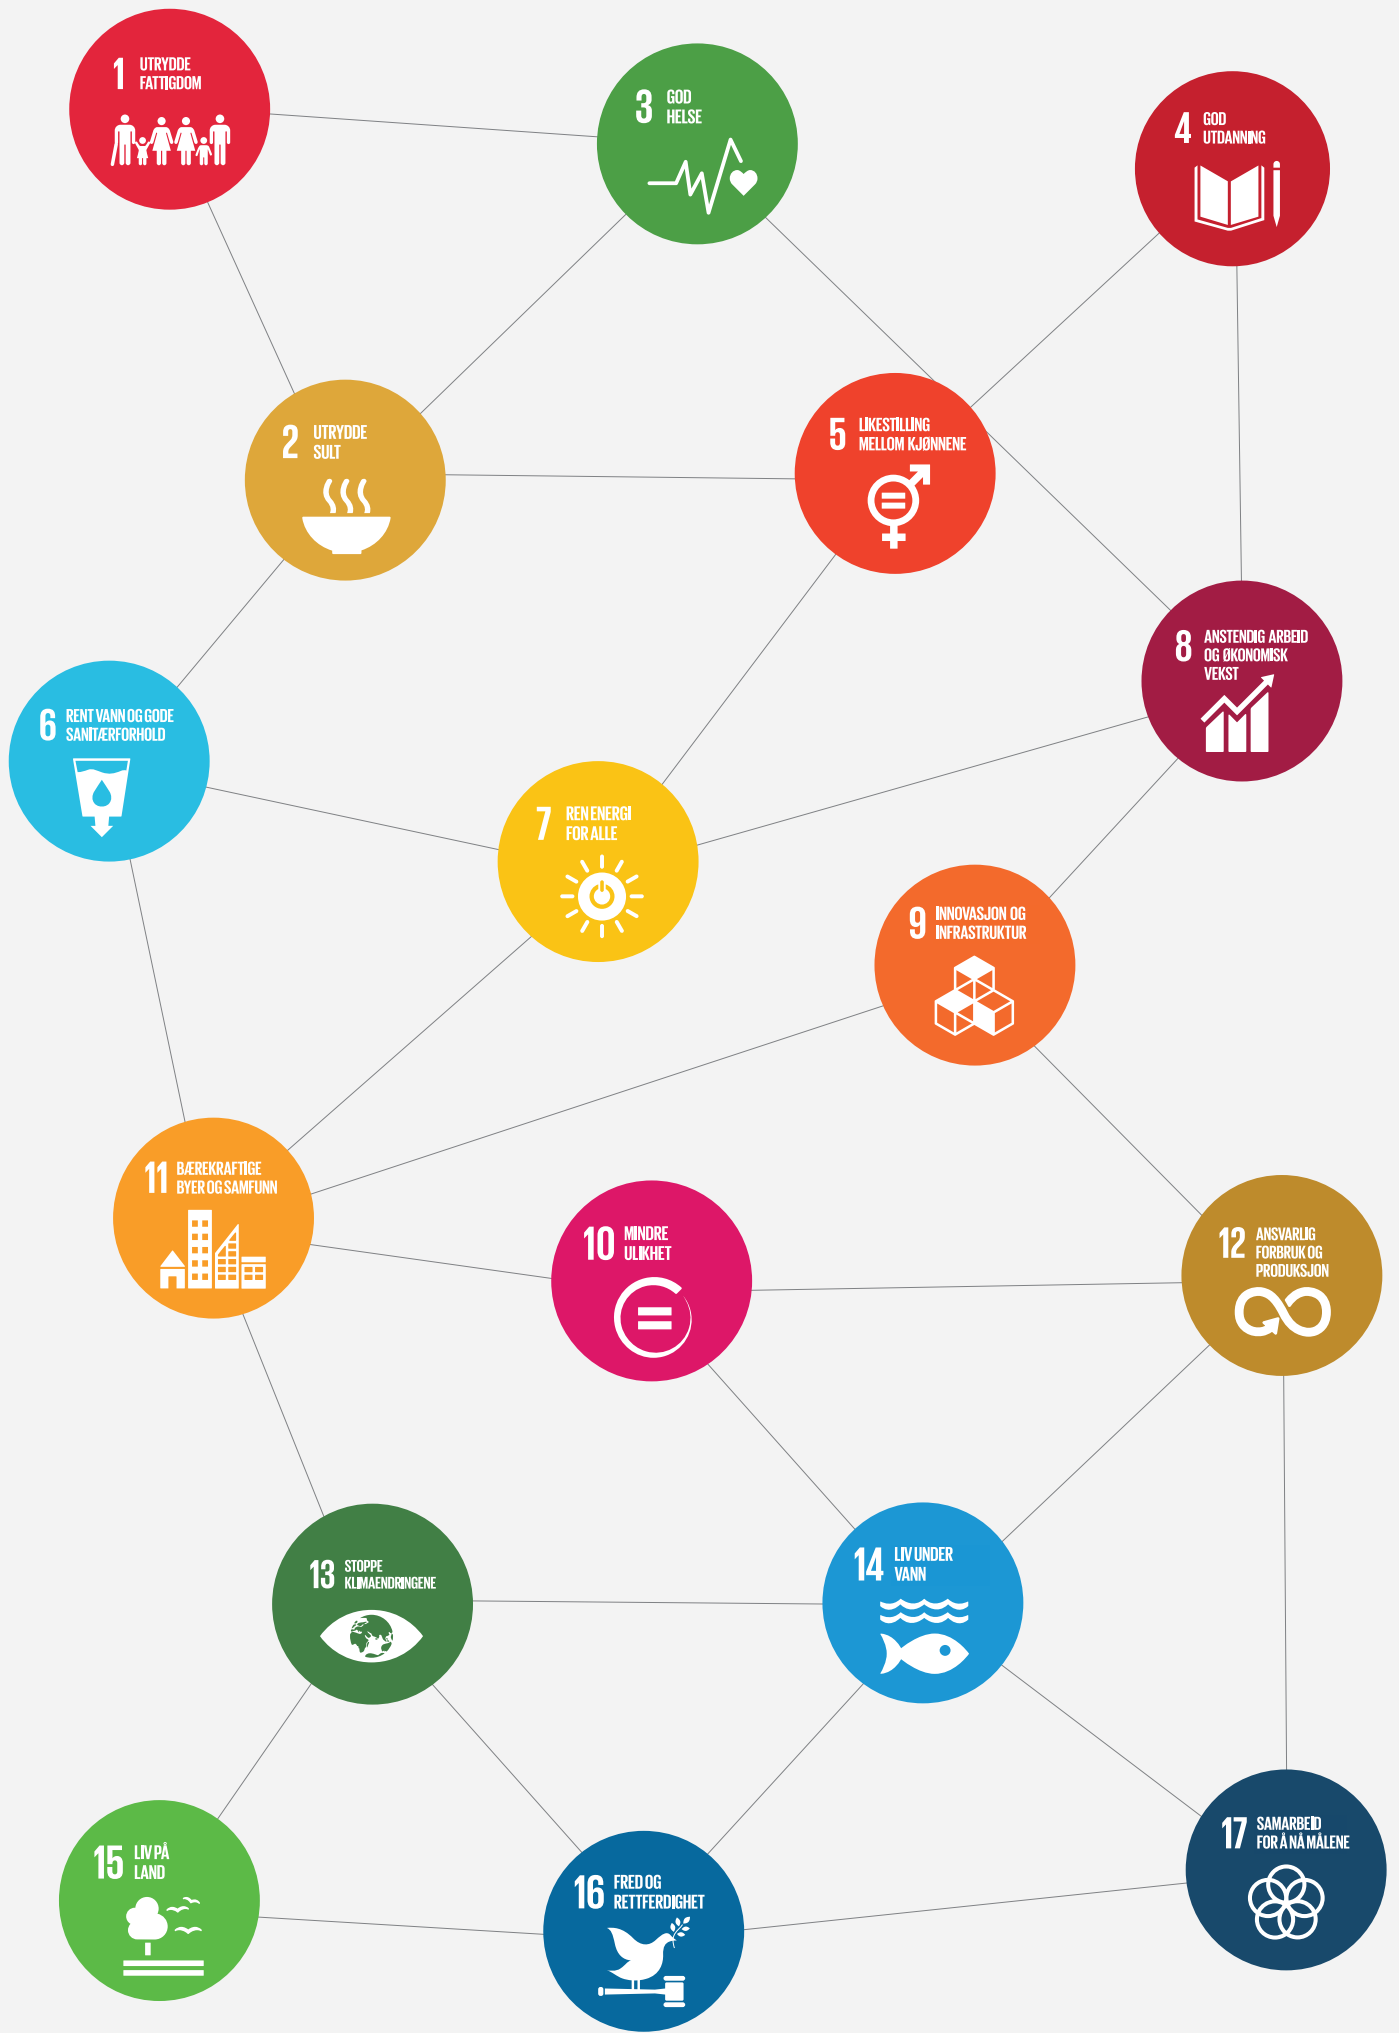 1 UTRYDDE
FATTIGDOM
3 GOD
HELSE
4 GOD
UTDANNING
2 UTRYDDE
SULT
5 LIKESTILLING
MELLOM KJØNNENE
8 ANSTENDIG ARBEID
OG ØKONOMISK
VEKST
6 RENT VANN OG GODE
SANITÆRFORHOLD
7 REN ENERGI
FOR ALLE
9 INNOVASJON OG
INFRASTRUKTUR
11 BÆREKRAFTIGE
BYER OG SAMFUNN
10 MINDRE
ULIKHET
12 ANSVARLIG
FORBRUK OG
PRODUKSJON
13 STOPPE
KLIMAENDRINGENE
14 LIV UNDER
VANN
15 LIV PÅ
LAND
16 FRED OG
RETTFERDIGHET
17 SAMARBEID
FOR Å NÅ MÅLENE